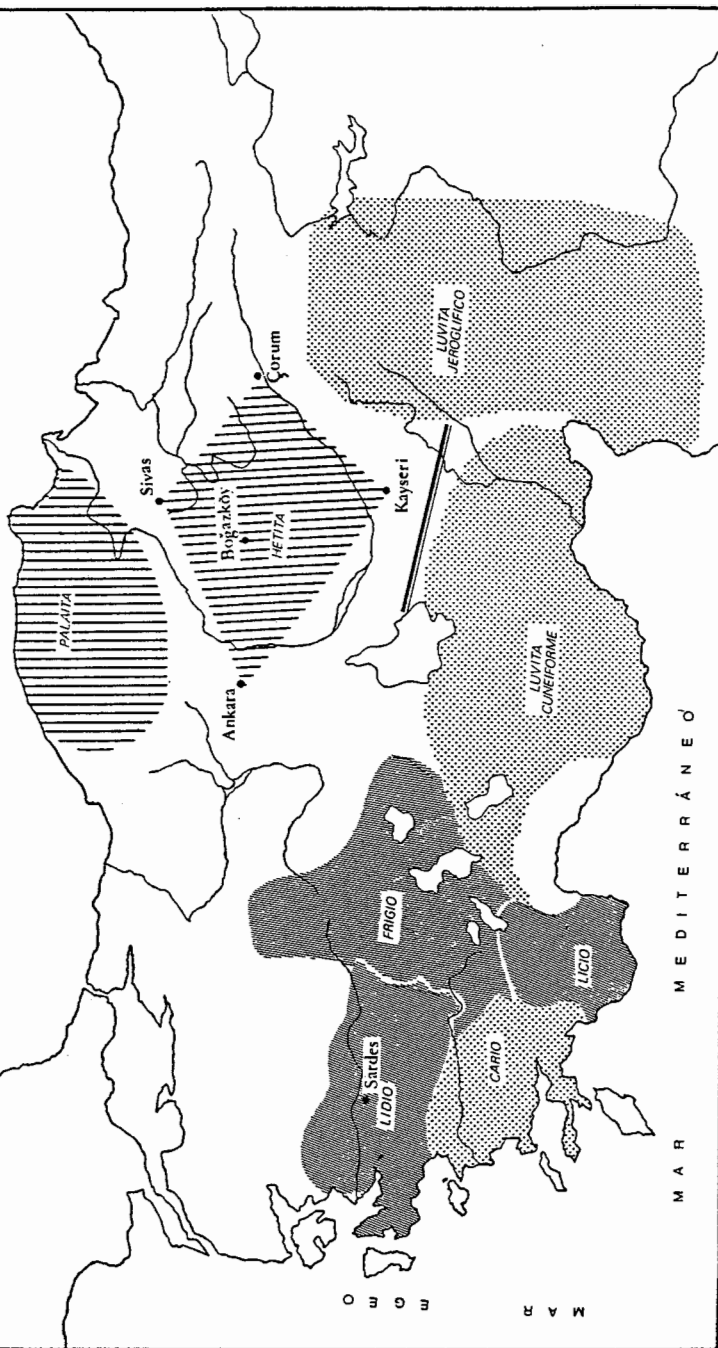 PALAITA
Sivas
Çorum
Boğazköy
HETITA
Ankara
Kayseri
LUVITA
JEROGLIFICO
LUVITA
CUNEIFORME
FRIGIO
Sardes
LIDIO
CARIO
LICIO
MAR EGEO
MAR MEDITERRÁNEO